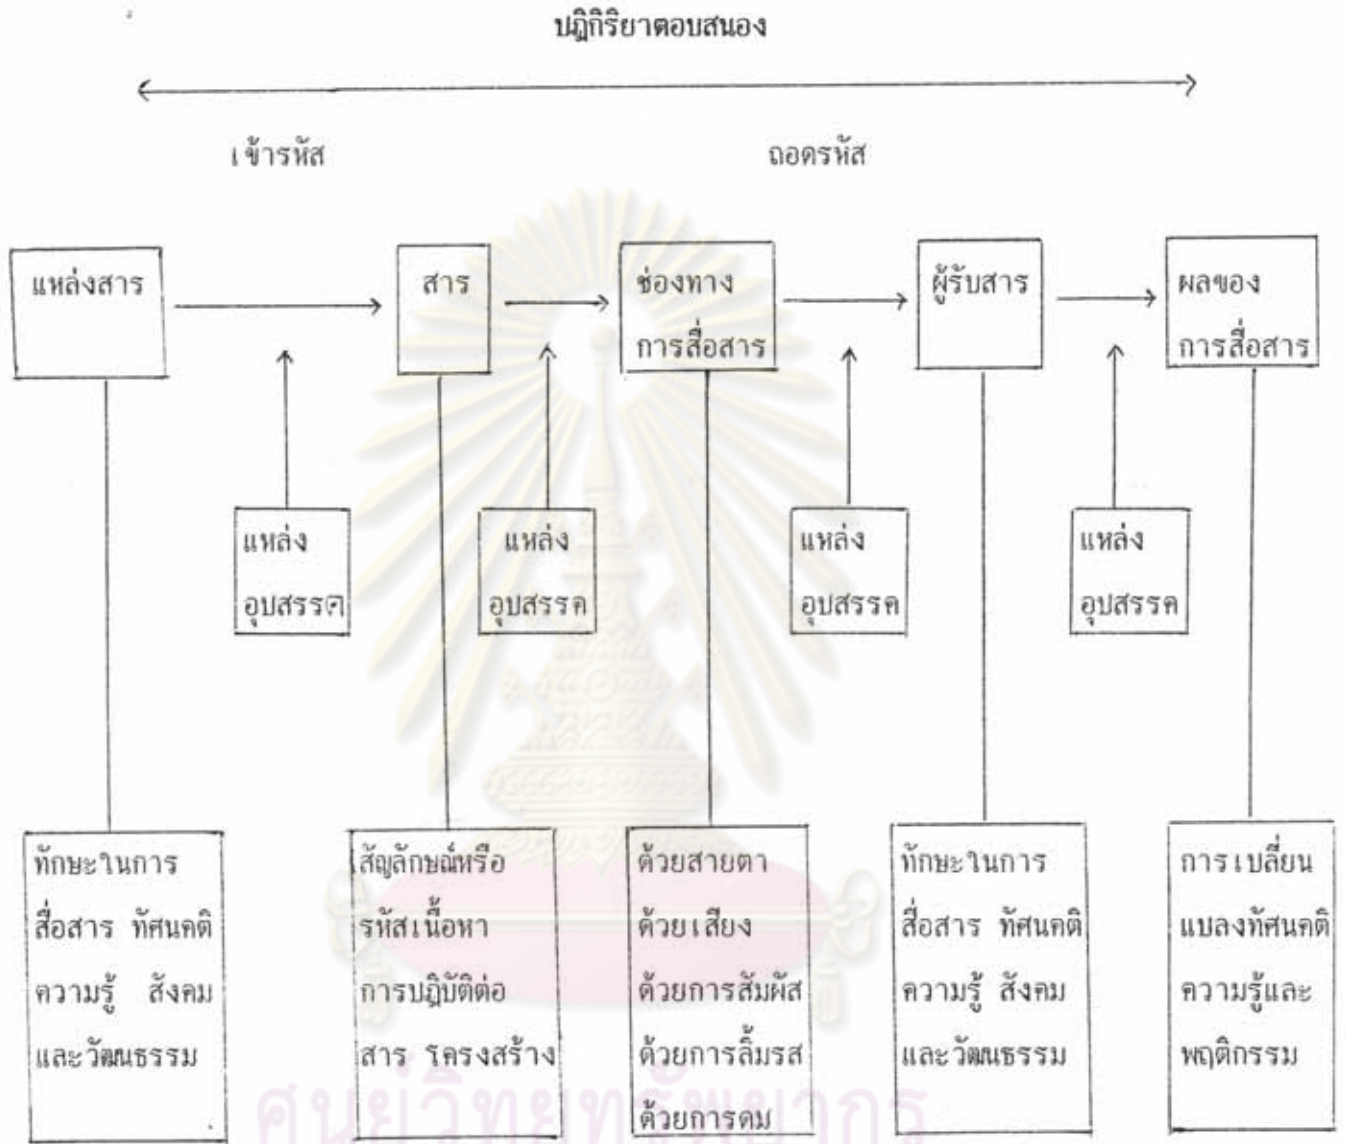 ปฏิกิริยาตอบสนอง
เข้ารหัส
ถอดรหัส
แหล่งสาร
สาร
ช่องทาง
การสื่อสาร
ผู้รับสาร
ผลของ
การสื่อสาร
แหล่ง
อุปสรรค
แหล่ง
อุปสรรค
แหล่ง
อุปสรรค
แหล่ง
อุปสรรค
ทักษะในการ
สื่อสาร ทัศนคติ
ความรู้ สังคม
และวัฒนธรรม
สัญลักษณ์หรือ
รหัสเนื้อหา
การปฏิบัติต่อ
สาร โครงสร้าง
ด้วยสายตา
ด้วยเสียง
ด้วยการสัมผัส
ด้วยการลิ้มรส
ด้วยการดม
ทักษะในการ
สื่อสาร ทัศนคติ
ความรู้ สังคม
และวัฒนธรรม
การเปลี่ยน
แปลงทัศนคติ
ความรู้และ
พฤติกรรม
ศูนย์วิทยทรัพยากร